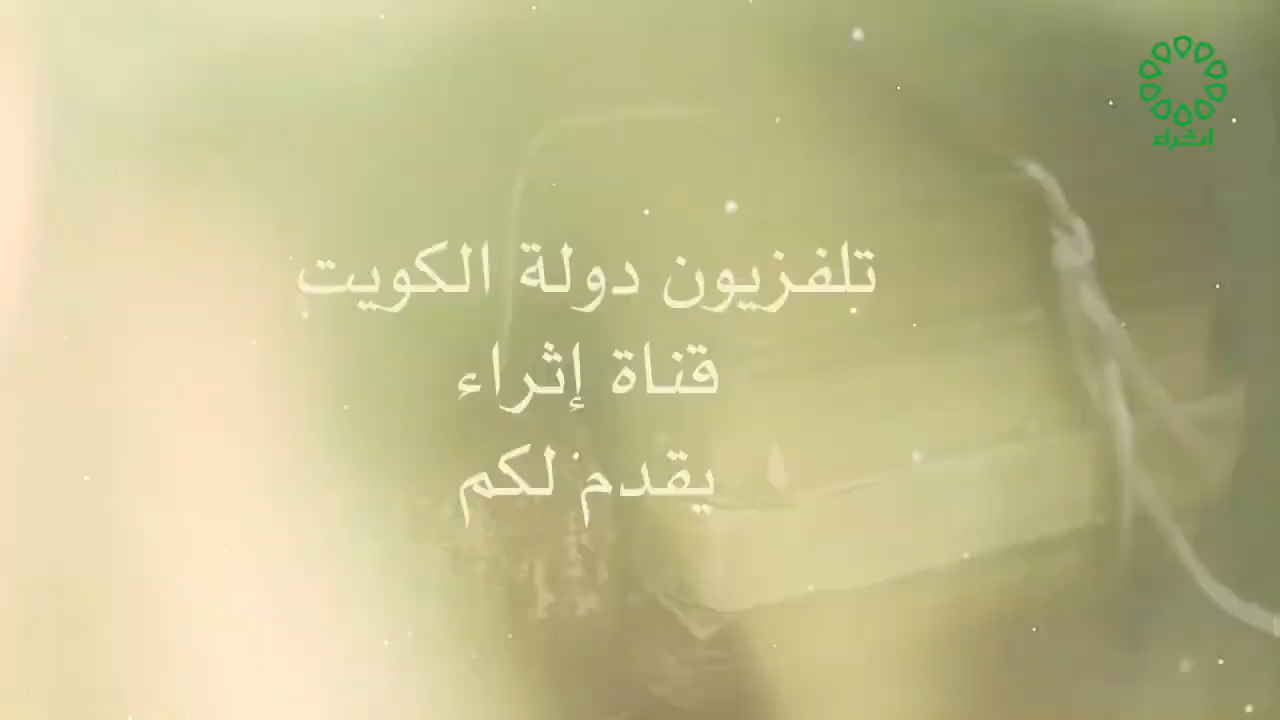 إثراء
تلفزيون دولة الكويت
قناة إثراء
يقدم لكم